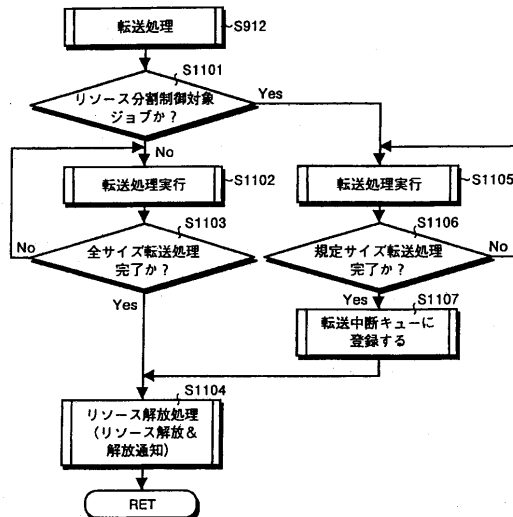 転送処理
S912
S1101
リソース分割制御対象
ジョブか?
Yes
No
転送処理実行
S1102
転送処理実行
S1105
S1103
全サイズ転送処理
完了か?
No
Yes
S1106
規定サイズ転送処理
完了か?
No
Yes
S1107
転送中断キューに
登録する
S1104
リソース解放処理
(リソース解放&
解放通知)
RET